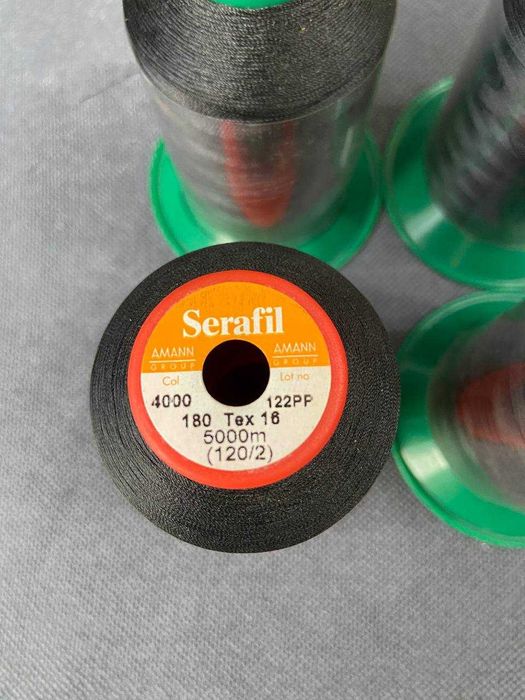 Serafil
AMANN AMANN
GROUP GROUP
Col Lot no
4000 122PP
180 Tex 16
5000m
(120/2)